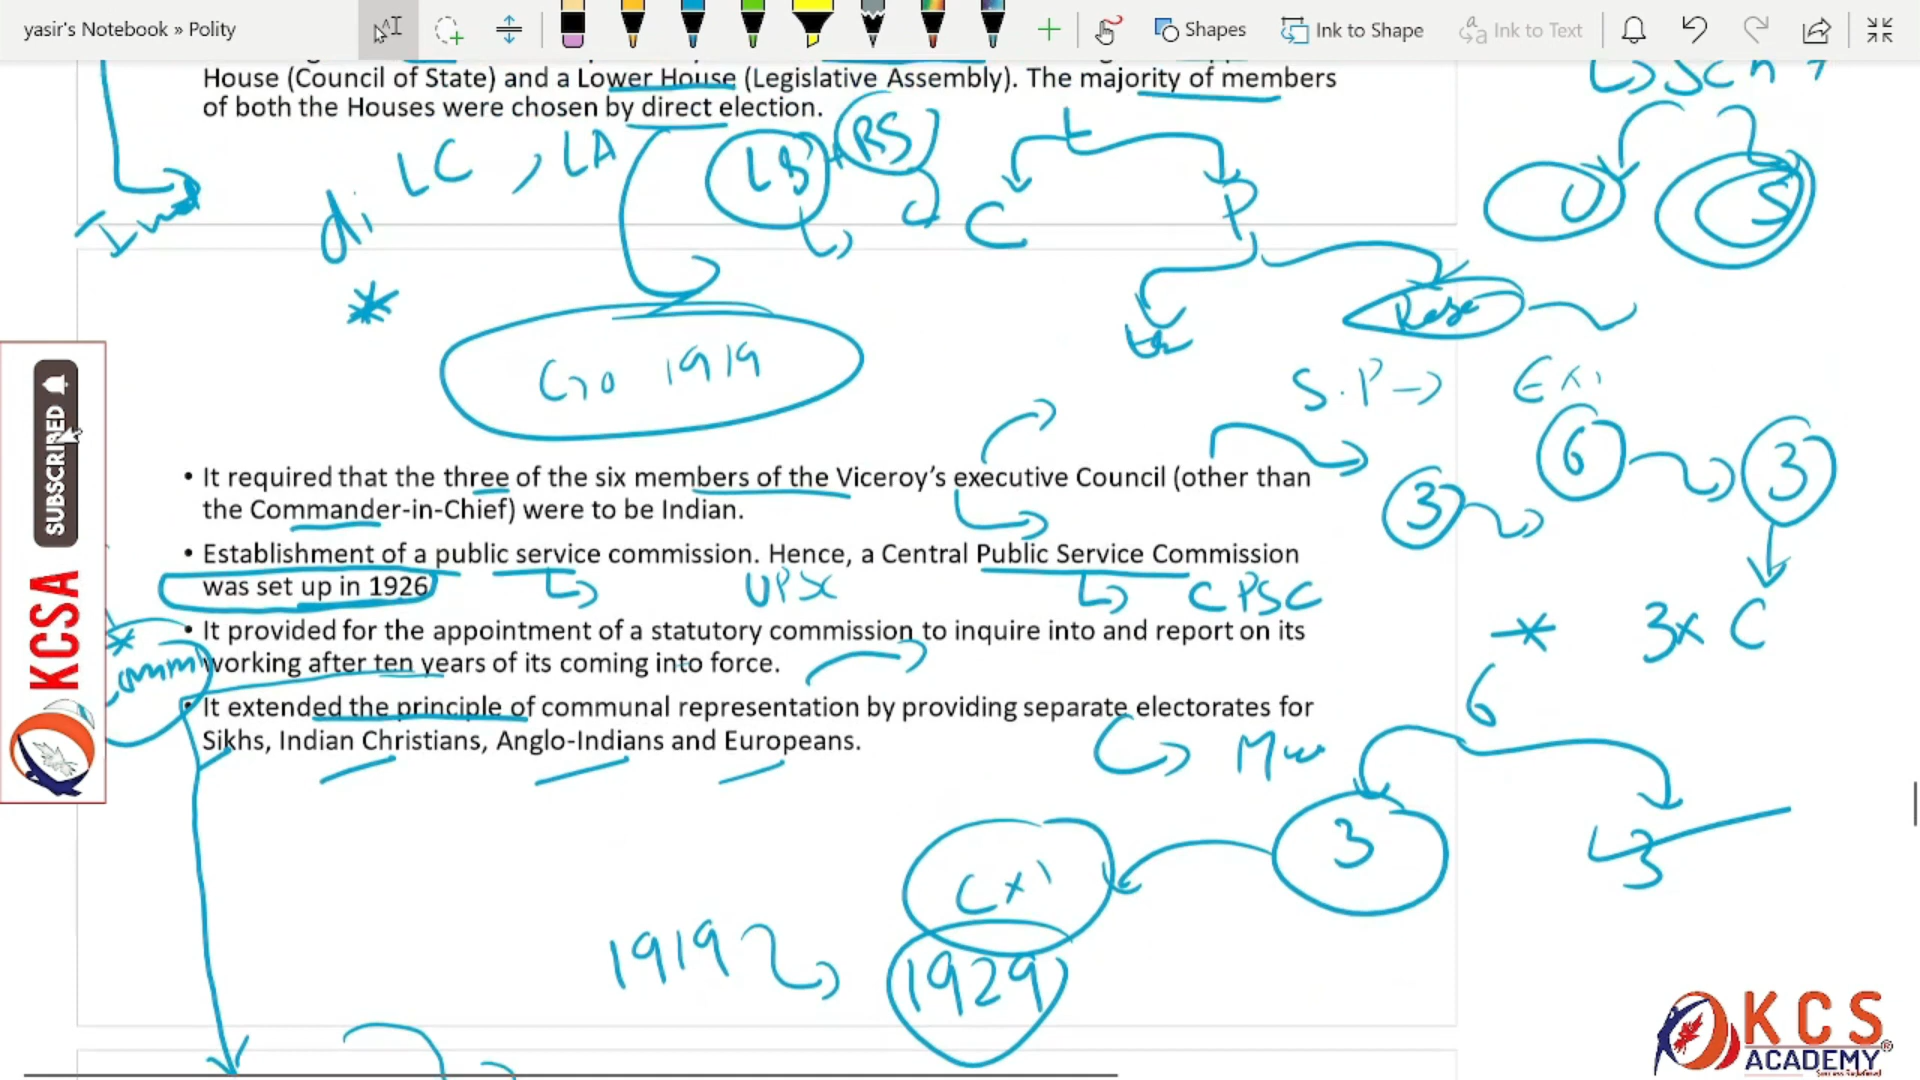 yasir's Notebook » Polity
Shapes
Ink to Shape
Ink to Text
House (Council of State) and a Lower House (Legislative Assembly). The majority of members
of both the Houses were chosen by direct election.
LC, LA
LS + RS
C
P
U
S
di
*
Go 1919
S.P →
6
3
3
• It required that the three of the six members of the Viceroy's executive Council (other than
the Commander-in-Chief) were to be Indian.
• Establishment of a public service commission. Hence, a Central Public Service Commission
was set up in 1926
UPSC
CPSC
• It provided for the appointment of a statutory commission to inquire into and report on its
working after ten years of its coming into force.
3x C
6
• It extended the principle of communal representation by providing separate electorates for
Sikhs, Indian Christians, Anglo-Indians and Europeans.
3
3
1919
1929
SUBSCRIBED
KCSA
KCS
ACADEMY®